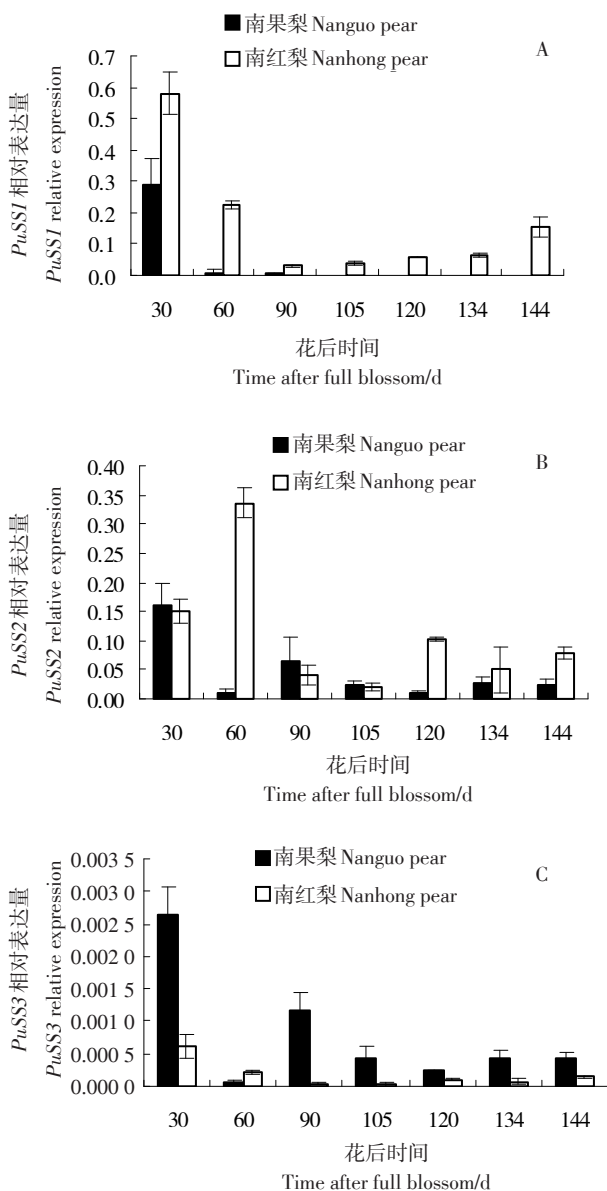 ■南果梨 Nanguo pear
□南红梨 Nanhong pear
A
PuSS1 相对表达量
PuSS1 relative expression
0.7
0.6
0.5
0.4
0.3
0.2
0.1
0.0
30 60 90 105 120 134 144
花后时间
Time after full blossom/d
■南果梨 Nanguo pear
□南红梨 Nanhong pear
B
PuSS2 相对表达量
PuSS2 relative expression
0.40
0.35
0.30
0.25
0.20
0.15
0.10
0.05
0.00
30 60 90 105 120 134 144
花后时间
Time after full blossom/d
■南果梨 Nanguo pear
□南红梨 Nanhong pear
C
PuSS3 相对表达量
PuSS3 relative expression
0.003 5
0.003 0
0.002 5
0.002 0
0.001 5
0.001 0
0.000 5
0.000 0
30 60 90 105 120 134 144
花后时间
Time after full blossom/d